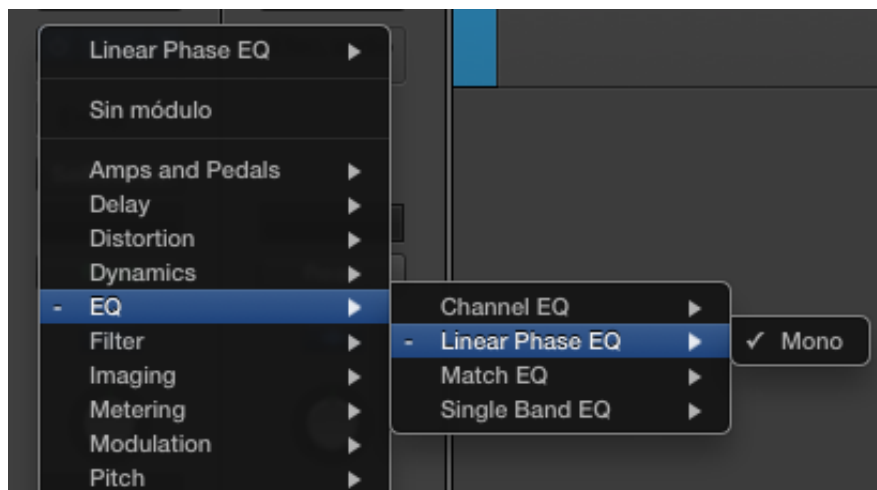 Linear Phase EQ
Sin módulo
Amps and Pedals
Delay
Distortion
Dynamics
- EQ
Filter
Imaging
Metering
Modulation
Pitch
Channel EQ
- Linear Phase EQ
Match EQ
Single Band EQ
✓ Mono